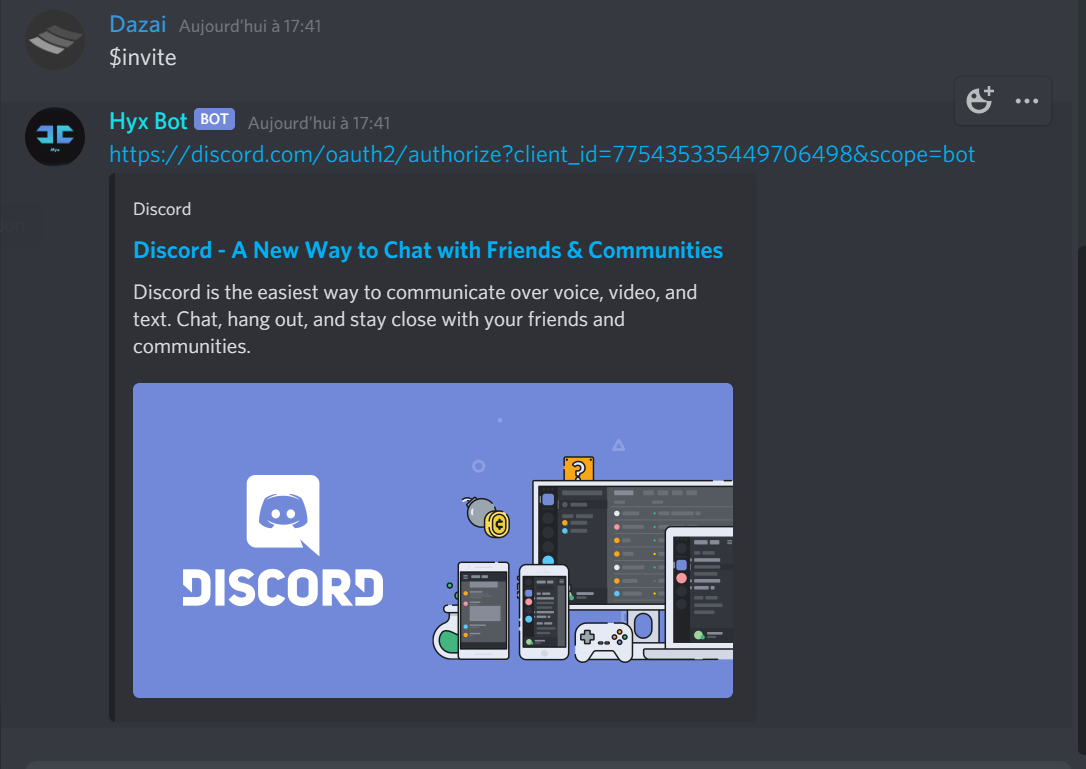 Dazai Aujourd'hui à 17:41
$invite
Hyx Bot BOT Aujourd'hui à 17:41
https://discord.com/oauth2/authorize?client_id=775435335449706498&scope=bot
Discord
Discord - A New Way to Chat with Friends & Communities
Discord is the easiest way to communicate over voice, video, and
text. Chat, hang out, and stay close with your friends and
communities.
?
DISCORD